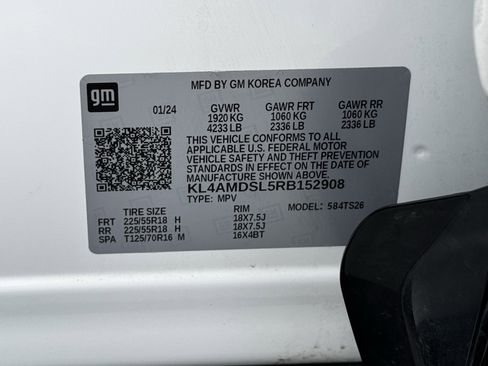 MFD BY GM KOREA COMPANY
gm
01/24 GVWR GAWR FRT GAWR RR
1920 KG 1060 KG 1060 KG
4233 LB 2336 LB 2336 LB
THIS VEHICLE CONFORMS TO ALL
APPLICABLE U.S. FEDERAL MOTOR
VEHICLE SAFETY, BUMPER, AND THEFT
PREVENTION STANDARDS IN EFFECT ON
THE DATE OF MANUFACTURE SHOWN ABOVE.
KL4AMDSL5RB152908
TYPE: MPV
TIRE SIZE RIM MODEL: 584TS26
FRT 225/55R18 H 18X7.5J
RR 225/55R18 H 18X7.5J
SPA T125/70R16 M 16X4BT